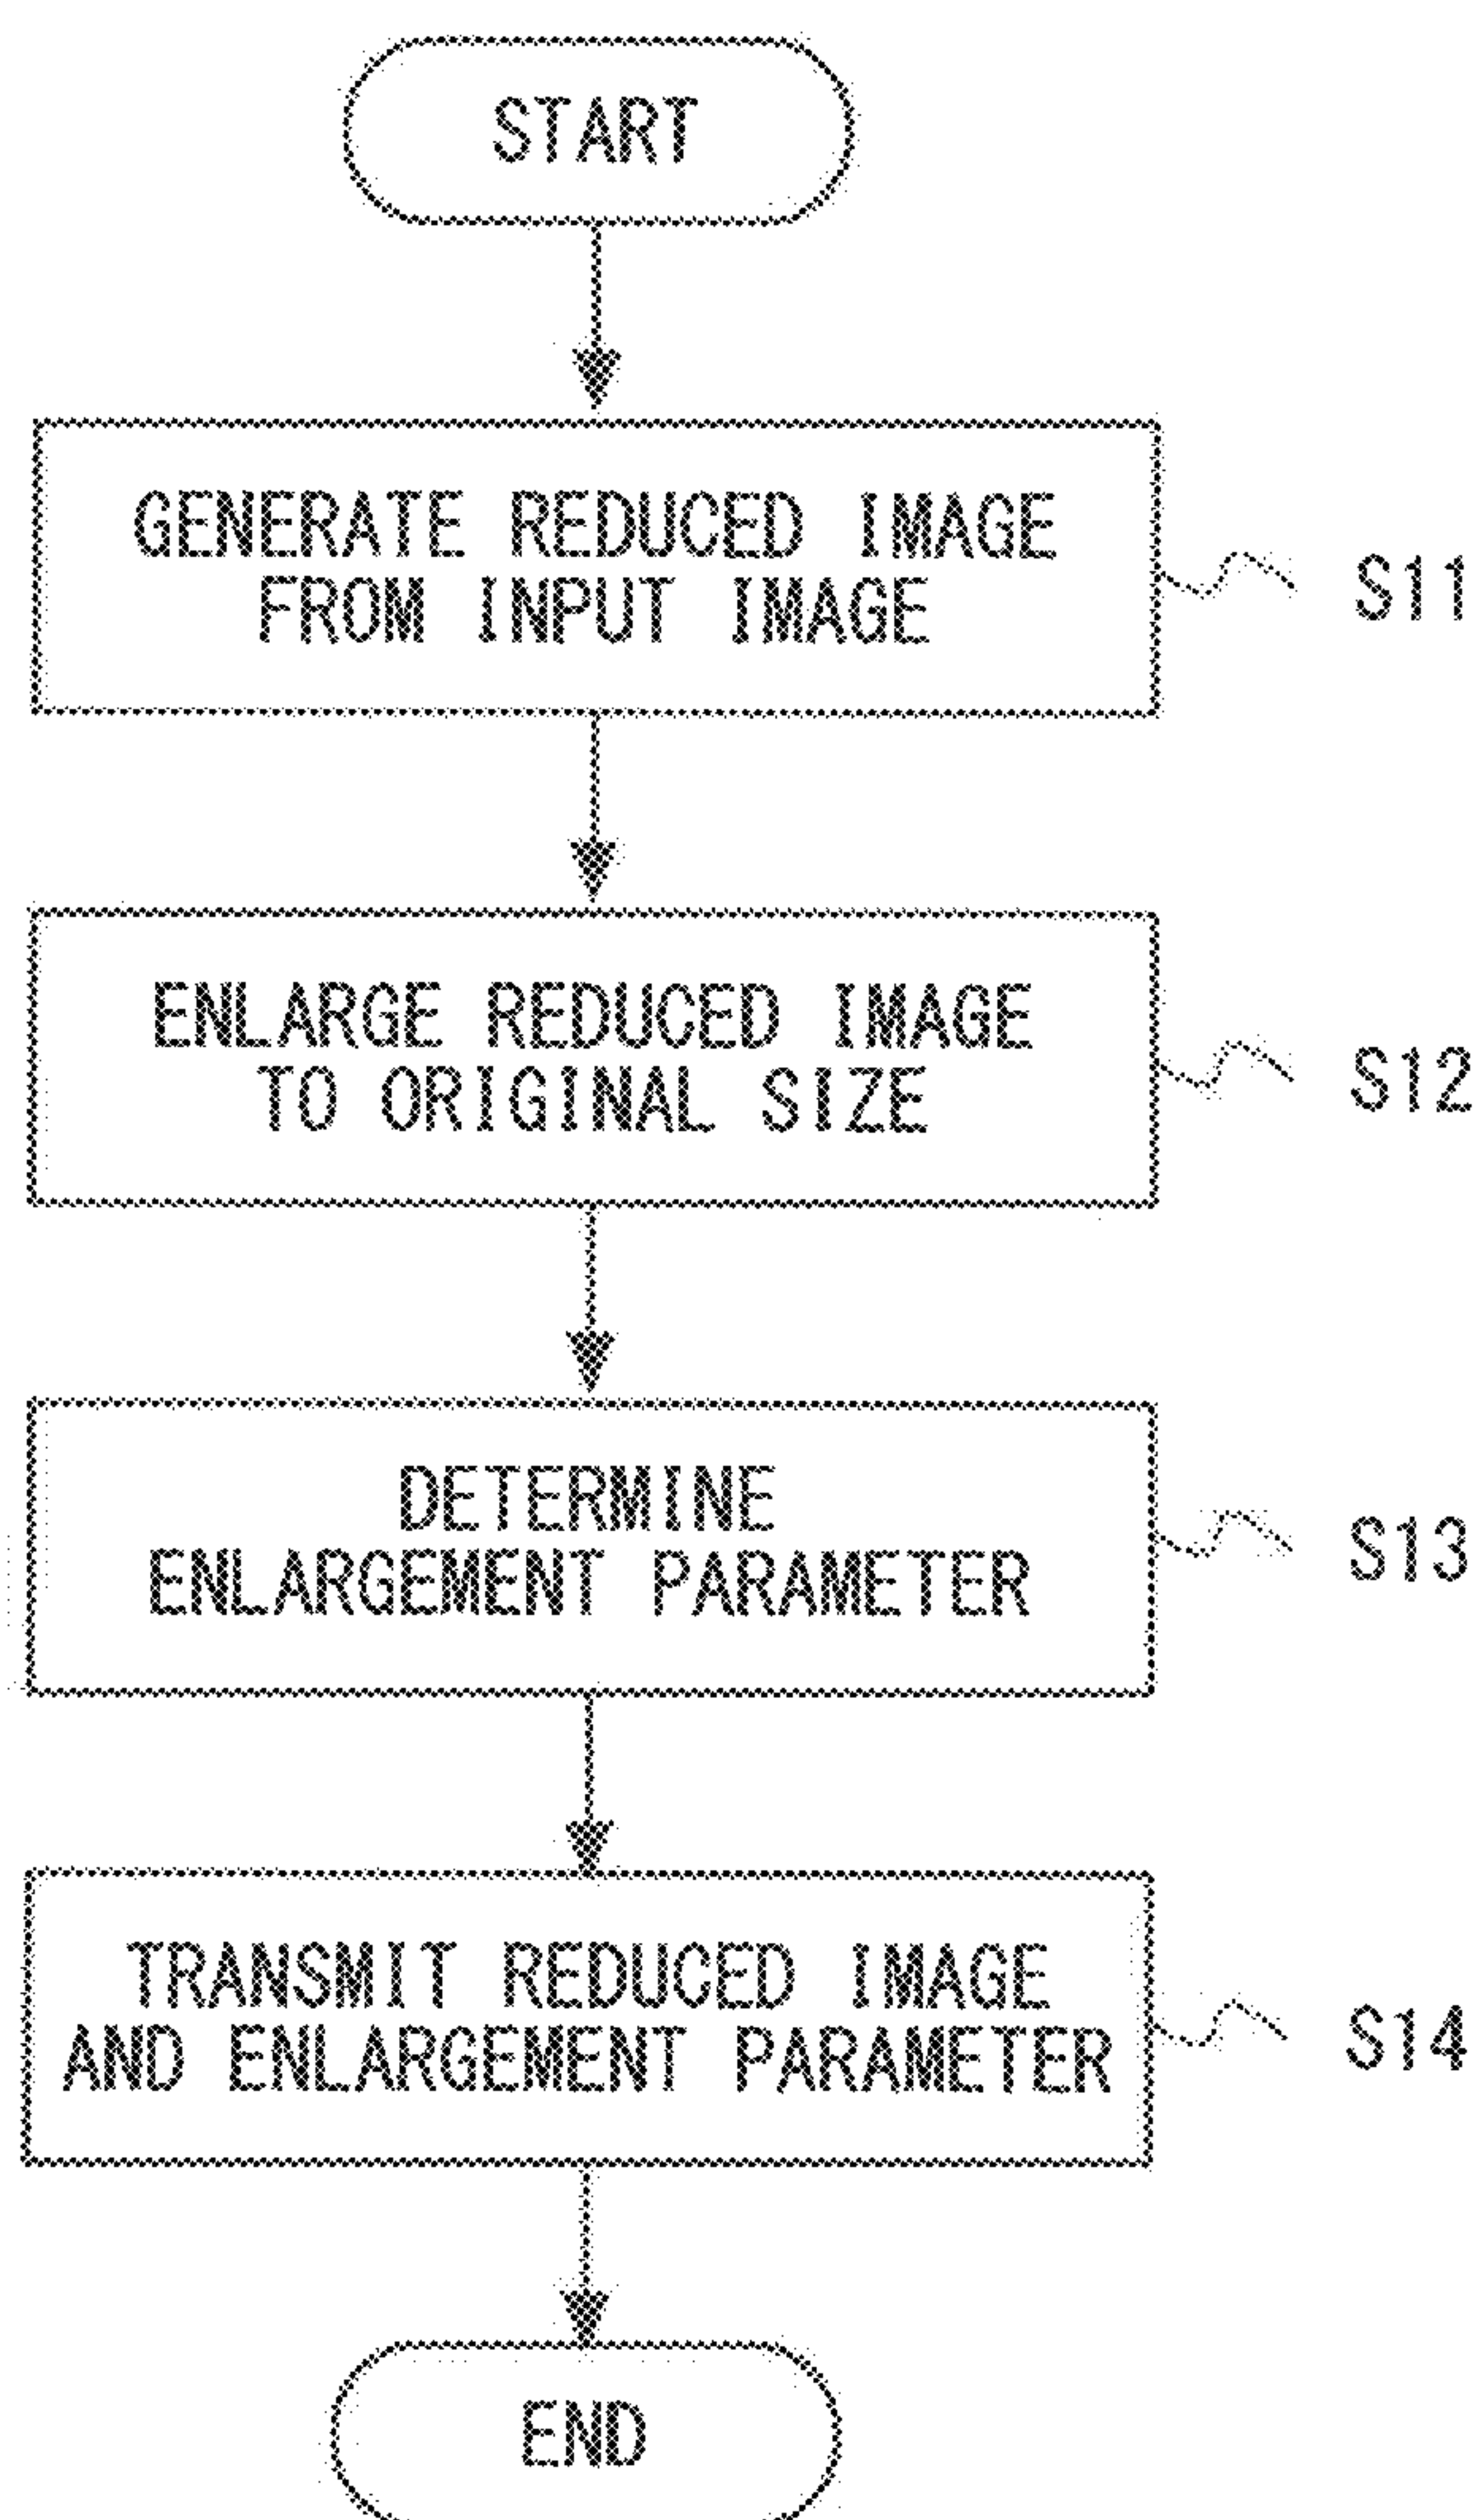 START
GENERATE REDUCED IMAGE
FROM INPUT IMAGE
S11
ENLARGE REDUCED IMAGE
TO ORIGINAL SIZE
S12
DETERMINE
ENLARGEMENT PARAMETER
S13
TRANSMIT REDUCED IMAGE
AND ENLARGEMENT PARAMETER
S14
END